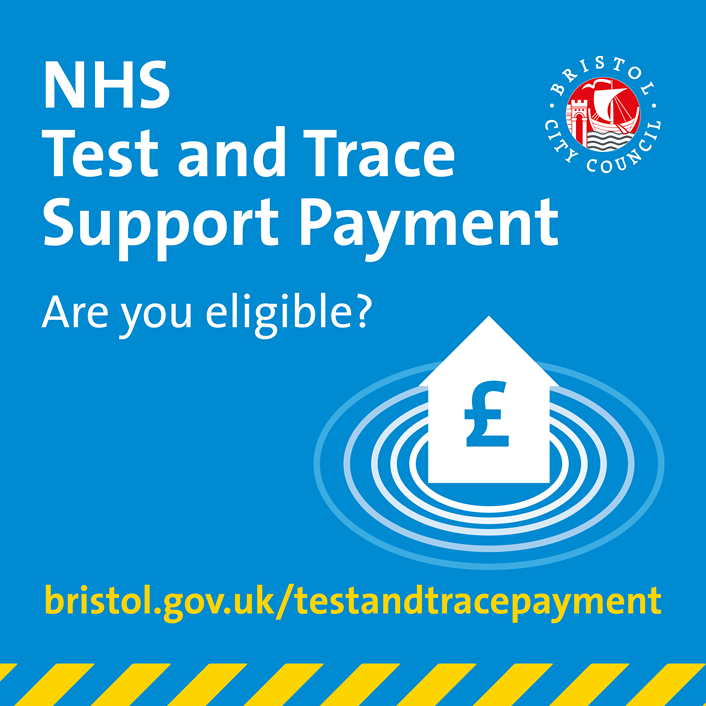 NHS
Test and Trace
Support Payment
· BRISTOL ·
CITY COUNCIL
Are you eligible?
£
bristol.gov.uk/testandtracepayment